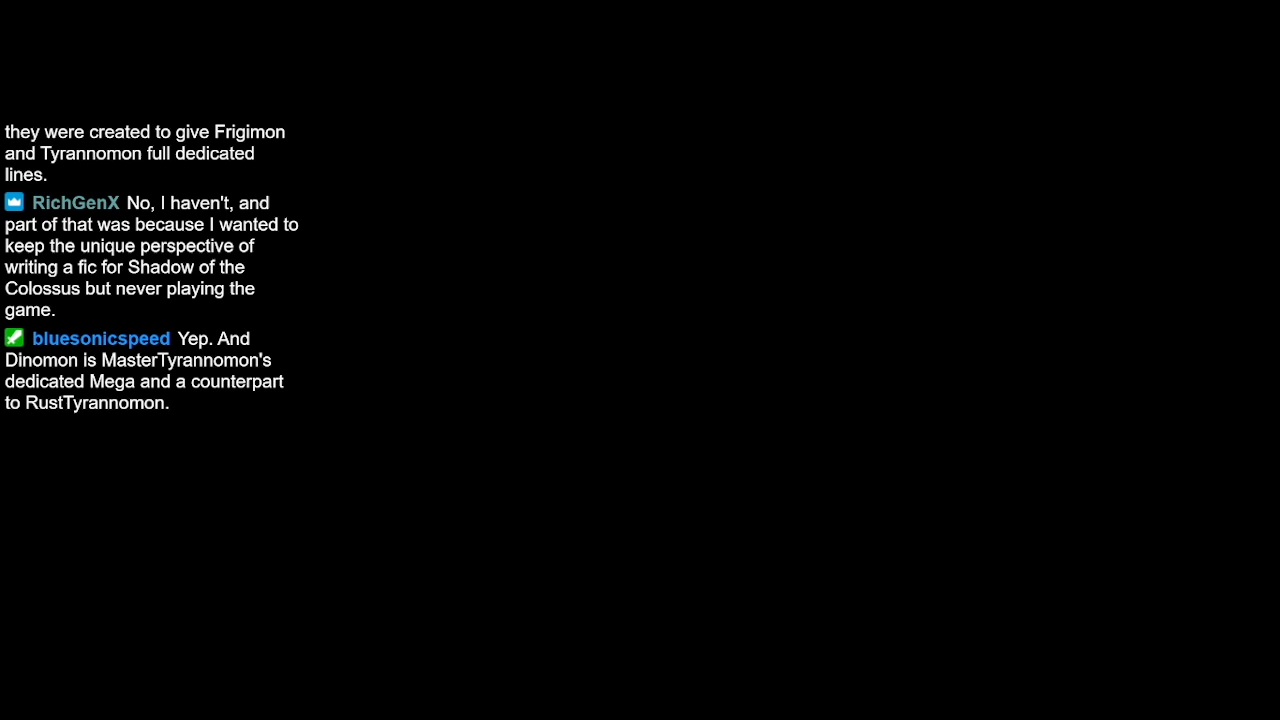 they were created to give Frigimon
and Tyrannomon full dedicated
lines.
RichGenX No, I haven't, and
part of that was because I wanted to
keep the unique perspective of
writing a fic for Shadow of the
Colossus but never playing the
game.
bluesonicspeed Yep. And
Dinomon is MasterTyrannomon's
dedicated Mega and a counterpart
to RustTyrannomon.